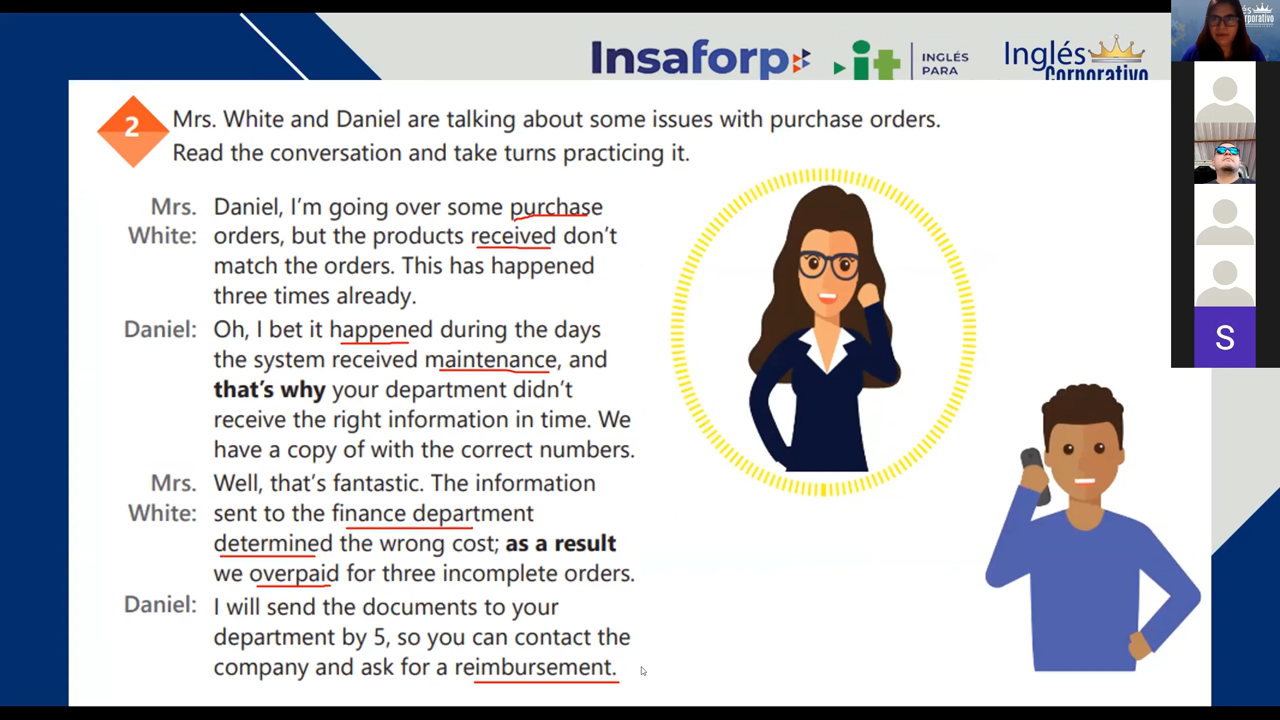 Insaforp
it
INGLÉS
PARA
Inglés
Corporativo
és
Corporativo
2
Mrs. White and Daniel are talking about some issues with purchase orders.
Read the conversation and take turns practicing it.
Mrs. Daniel, I'm going over some purchase
White: orders, but the products received don't
match the orders. This has happened
three times already.
Daniel: Oh, I bet it happened during the days
the system received maintenance, and
that's why your department didn't
receive the right information in time. We
have a copy of with the correct numbers.
Mrs. Well, that's fantastic. The information
White: sent to the finance department
determined the wrong cost; as a result
we overpaid for three incomplete orders.
Daniel: I will send the documents to your
department by 5, so you can contact the
company and ask for a reimbursement.
S